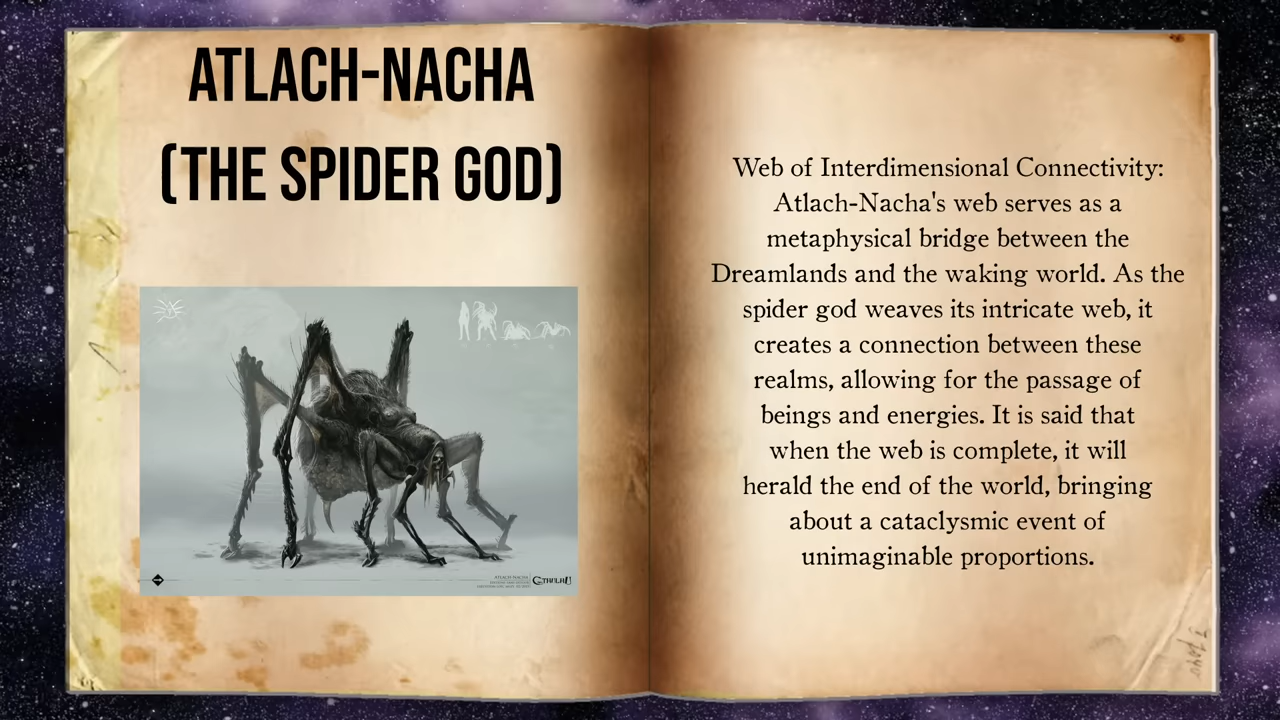 ATLACH-NACHA
(THE SPIDER GOD)
ATLACH-NACHA
CTHULHU
Web of Interdimensional Connectivity:
Atlach-Nacha's web serves as a
metaphysical bridge between the
Dreamlands and the waking world. As the
spider god weaves its intricate web, it
creates a connection between these
realms, allowing for the passage of
beings and energies. It is said that
when the web is complete, it will
herald the end of the world, bringing
about a cataclysmic event of
unimaginable proportions.